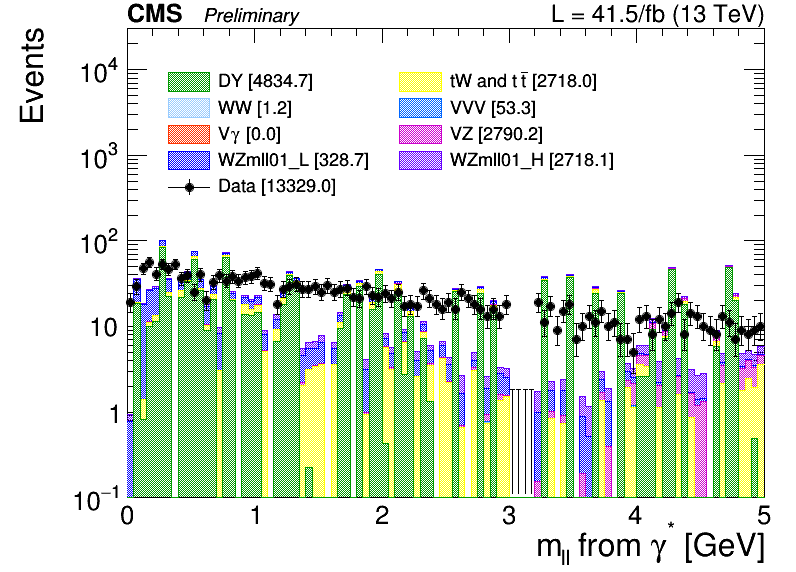 CMS Preliminary L = 41.5/fb (13 TeV)
Events
10⁴
10³
10²
10
1
10⁻¹
DY [4834.7] tW and tt̅ [2718.0]
WW [1.2] VVV [53.3]
Vγ [0.0] VZ [2790.2]
WZmll01_L [328.7] WZmll01_H [2718.1]
Data [13329.0]
0 1 2 3 4 5
m_ll from γ* [GeV]